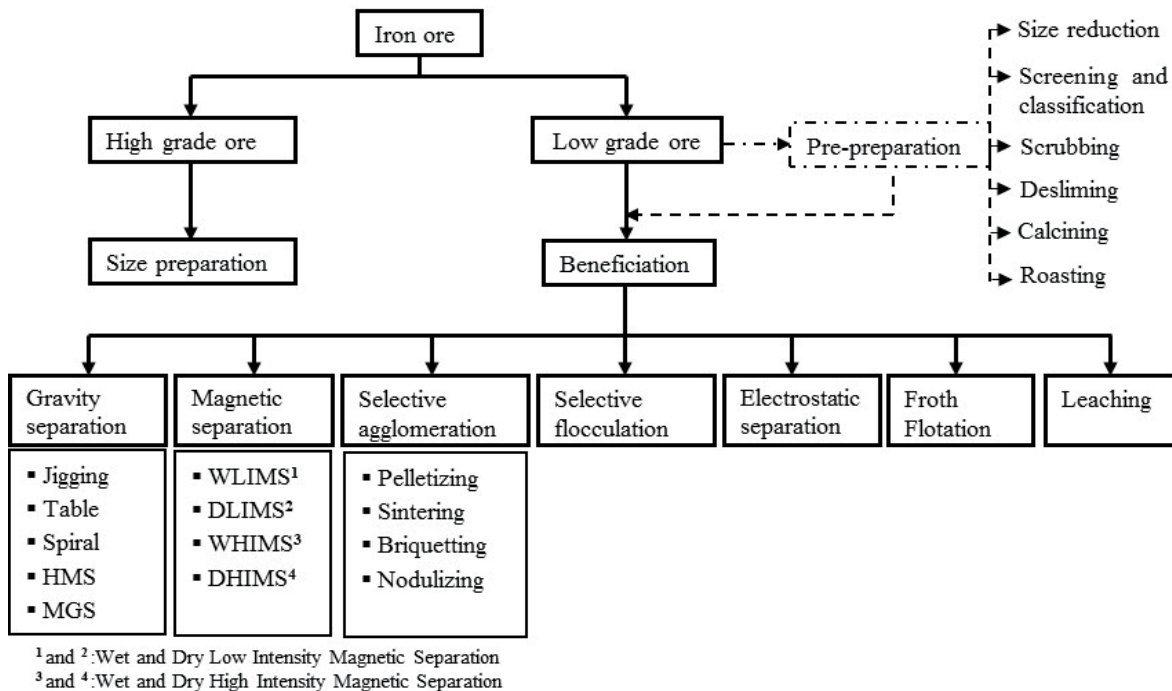 Iron ore
High grade ore
Low grade ore
Pre-preparation
Size reduction
Screening and
classification
Scrubbing
Desliming
Calcining
Roasting
Size preparation
Beneficiation
Gravity
separation
▪ Jigging
▪ Table
▪ Spiral
▪ HMS
▪ MGS
Magnetic
separation
▪ WLIMS¹
▪ DLIMS²
▪ WHIMS³
▪ DHIMS⁴
Selective
agglomeration
▪ Pelletizing
▪ Sintering
▪ Briquetting
▪ Nodulizing
Selective
flocculation
Electrostatic
separation
Froth
Flotation
Leaching
¹ and ² :Wet and Dry Low Intensity Magnetic Separation
³ and ⁴ :Wet and Dry High Intensity Magnetic Separation